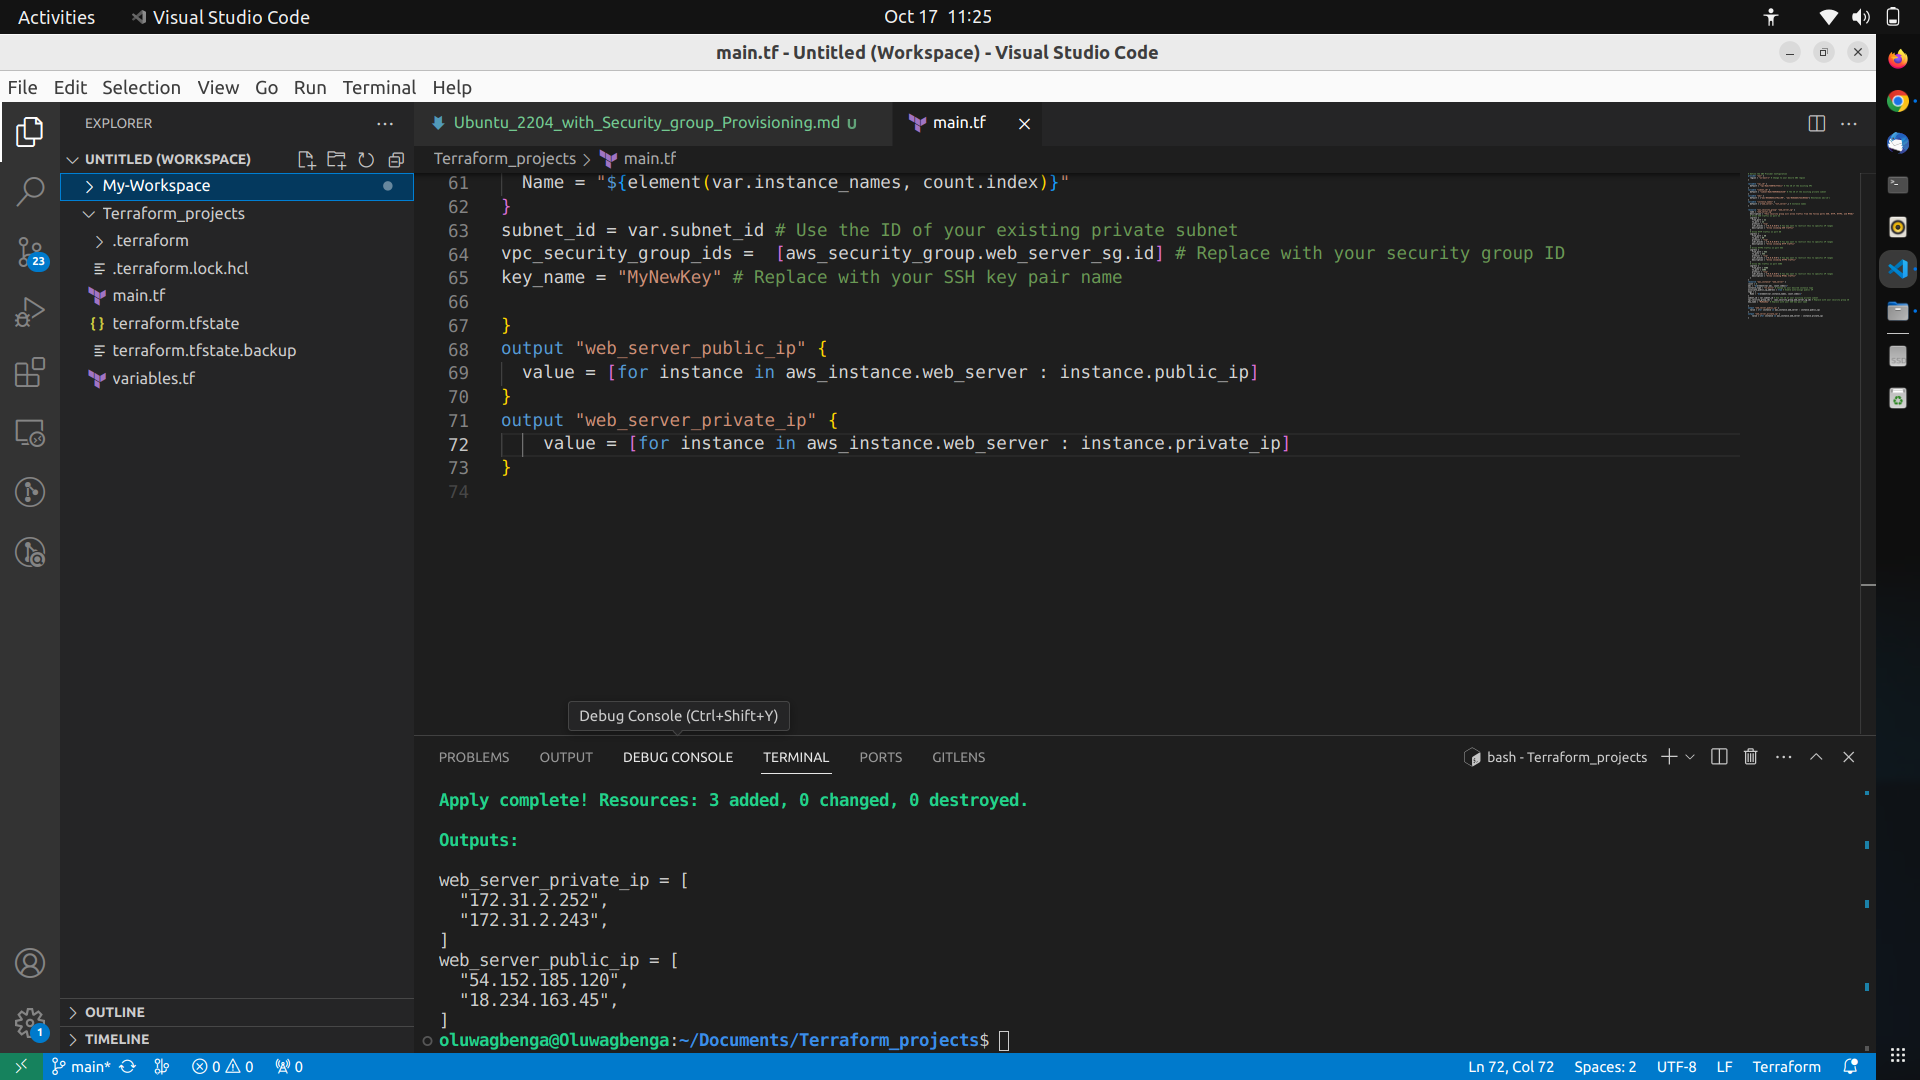 Activities
Visual Studio Code
Oct 17 11:25
main.tf - Untitled (Workspace) - Visual Studio Code
File Edit Selection View Go Run Terminal Help
EXPLORER
UNTITLED (WORKSPACE)
My-Workspace
Terraform_projects
.terraform
.terraform.lock.hcl
main.tf
terraform.tfstate
terraform.tfstate.backup
variables.tf
23
OUTLINE
TIMELINE
1
Ubuntu_2204_with_Security_group_Provisioning.md U
main.tf
Terraform_projects > main.tf
61 Name = "${element(var.instance_names, count.index)}"
62 }
63 subnet_id = var.subnet_id # Use the ID of your existing private subnet
64 vpc_security_group_ids = [aws_security_group.web_server_sg.id] # Replace with your security group ID
65 key_name = "MyNewKey" # Replace with your SSH key pair name
66
67 }
68 output "web_server_public_ip" {
69 value = [for instance in aws_instance.web_server : instance.public_ip]
70 }
71 output "web_server_private_ip" {
72 value = [for instance in aws_instance.web_server : instance.private_ip]
73 }
74
Debug Console (Ctrl+Shift+Y)
PROBLEMS OUTPUT DEBUG CONSOLE TERMINAL PORTS GITLENS
bash - Terraform_projects
Apply complete! Resources: 3 added, 0 changed, 0 destroyed.
Outputs:
web_server_private_ip = [
"172.31.2.252",
"172.31.2.243",
]
web_server_public_ip = [
"54.152.185.120",
"18.234.163.45",
]
oluwagbenga@Oluwagbenga:~/Documents/Terraform_projects$
main* 0 0 0
Ln 72, Col 72 Spaces: 2 UTF-8 LF Terraform